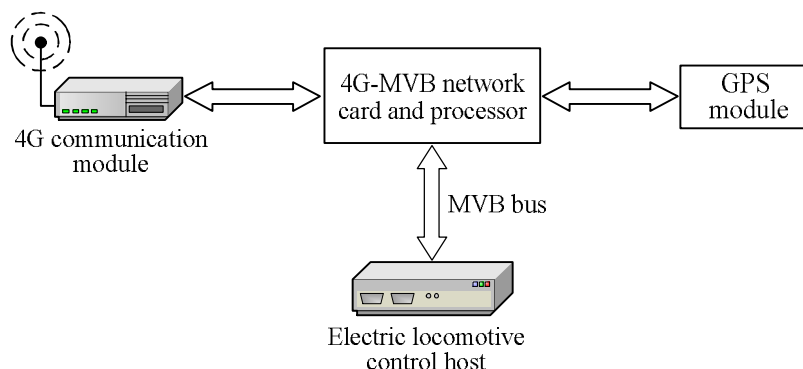 4G-MVB network
card and processor
GPS
module
4G communication
module
MVB bus
Electric locomotive
control host